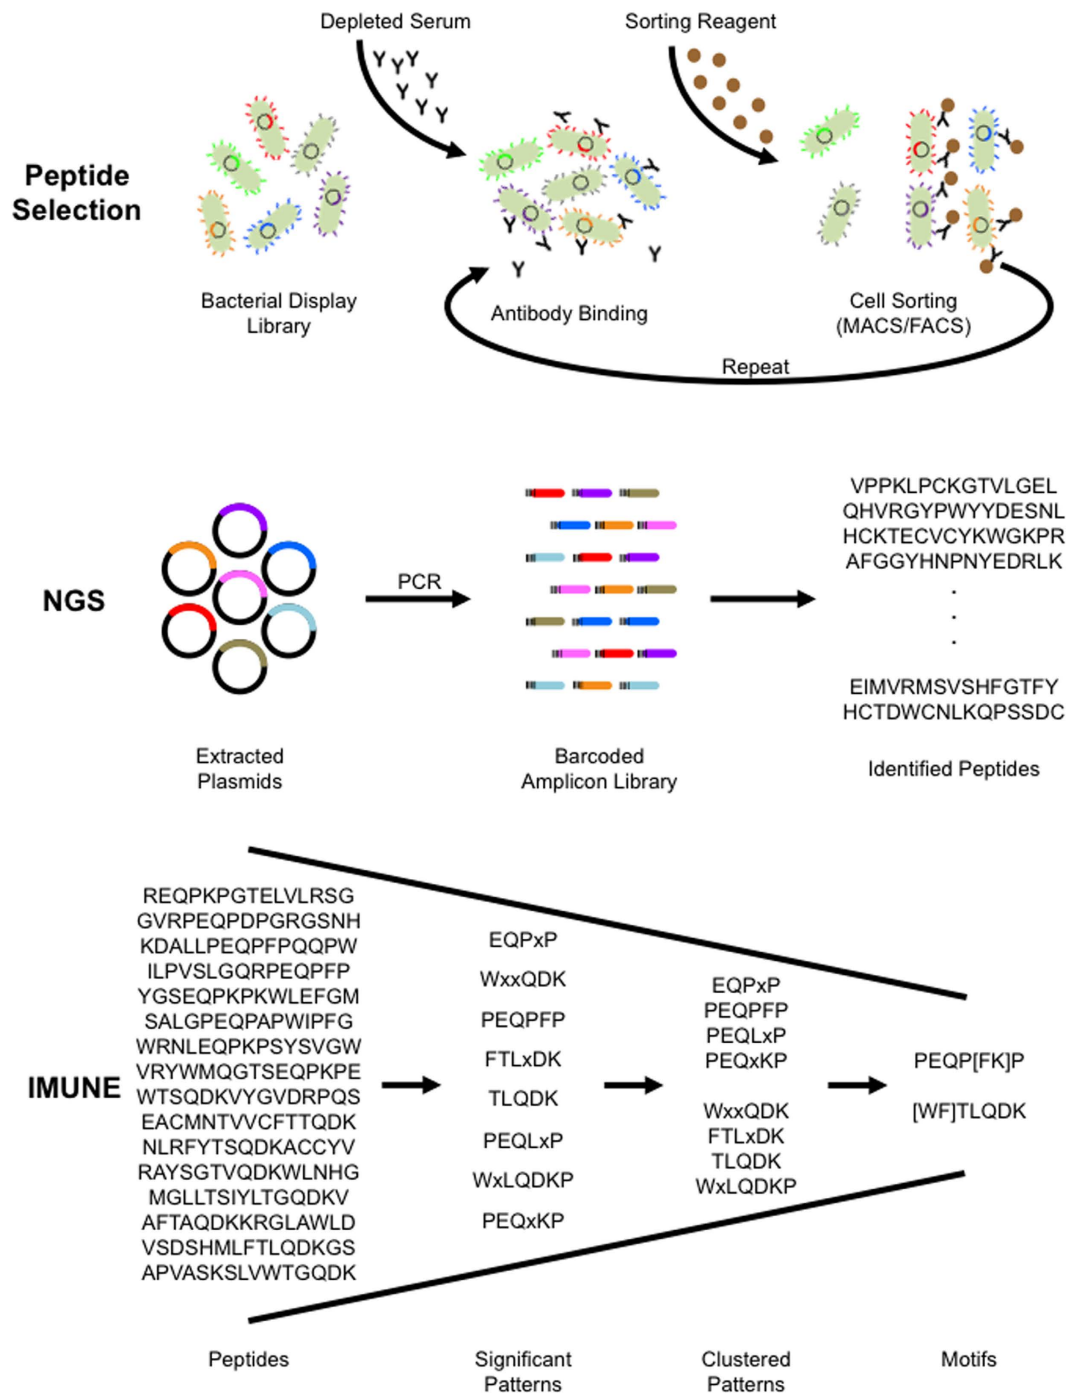 Depleted Serum
Sorting Reagent
Peptide
Selection
Bacterial Display
Library
Antibody Binding
Cell Sorting
(MACS/FACS)
Repeat
NGS
PCR
VPPKLPCKGTVLGEL
QHVRGYPWYYDESNL
HCKTECVCYKWGKPR
AFGGYHNPNYEDRLK
.
.
.
EIMVRMSVSHFGTFY
HCTDWCNLKQPSSDC
Extracted
Plasmids
Barcoded
Amplicon Library
Identified Peptides
IMUNE
REQPKPGTELVLRSG
GVRPEQPDPGRGSNH
KDALLPEQPFPQQPW
ILPVSLGQRPEQPFP
YGSEQPKPKWLEFGM
SALGPEQPAPWIPFG
WRNLEQPKPSYSVGW
VRYWMQGTSEQPKPE
WTSQDKVYGVDRPQS
EACMNTVVCFTTQDK
NLRFYTSQDKACCYV
RAYSGTVQDKWLNHG
MGLLTSIYLTGQDKV
AFTAQDKKRGLAWLD
VSDSHMLFTLQDKGS
APVASKSLVWTGQDK
EQPxP
WxxQDK
PEQPFP
FTLxDK
TLQDK
PEQLxP
WxLQDKP
PEQxKP
EQPxP
PEQPFP
PEQLxP
PEQxKP
WxxQDK
FTLxDK
TLQDK
WxLQDKP
PEQP[FK]P
[WF]TLQDK
Peptides
Significant
Patterns
Clustered
Patterns
Motifs